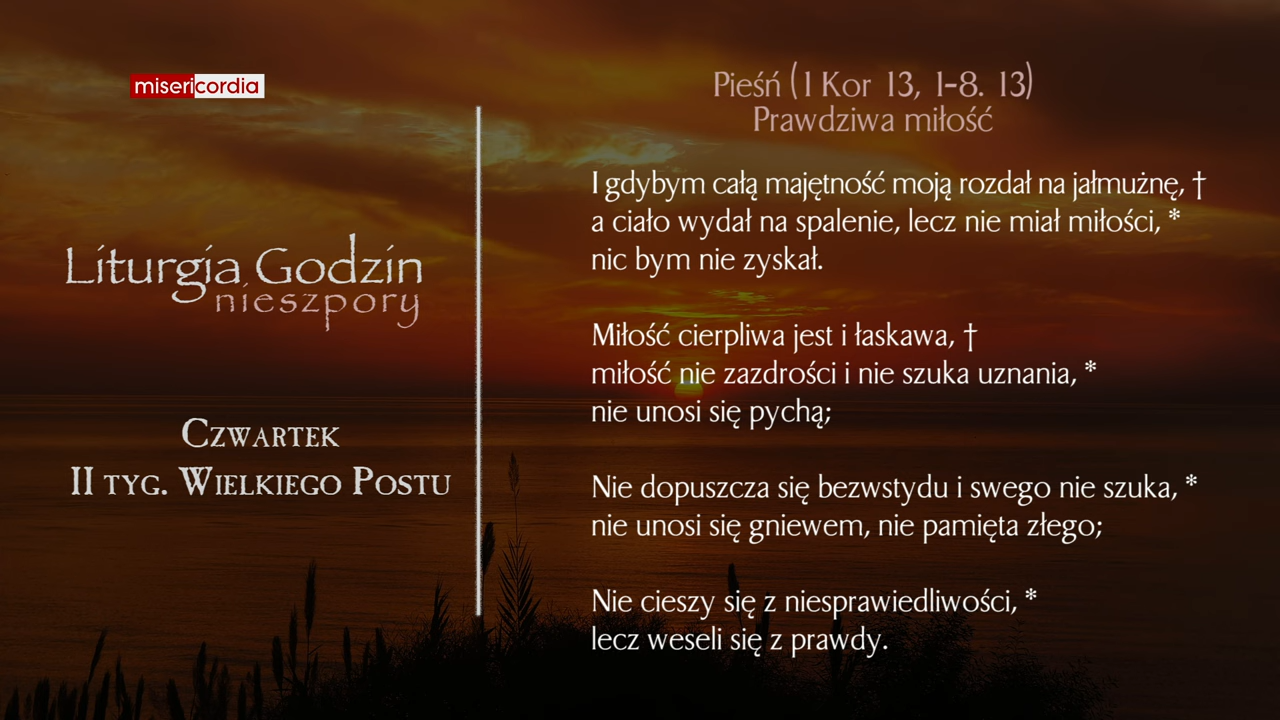 misericordia
Liturgia Godzin
nieszpory
Czwartek
II tyg. Wielkiego Postu
Pieśń (1 Kor 13, 1-8. 13)
Prawdziwa miłość
I gdybym całą majętność moją rozdał na jałmużnę, †
a ciało wydał na spalenie, lecz nie miał miłości, *
nic bym nie zyskał.
Miłość cierpliwa jest i łaskawa, †
miłość nie zazdrości i nie szuka uznania, *
nie unosi się pychą;
Nie dopuszcza się bezwstydu i swego nie szuka, *
nie unosi się gniewem, nie pamięta złego;
Nie cieszy się z niesprawiedliwości, *
lecz weseli się z prawdy.